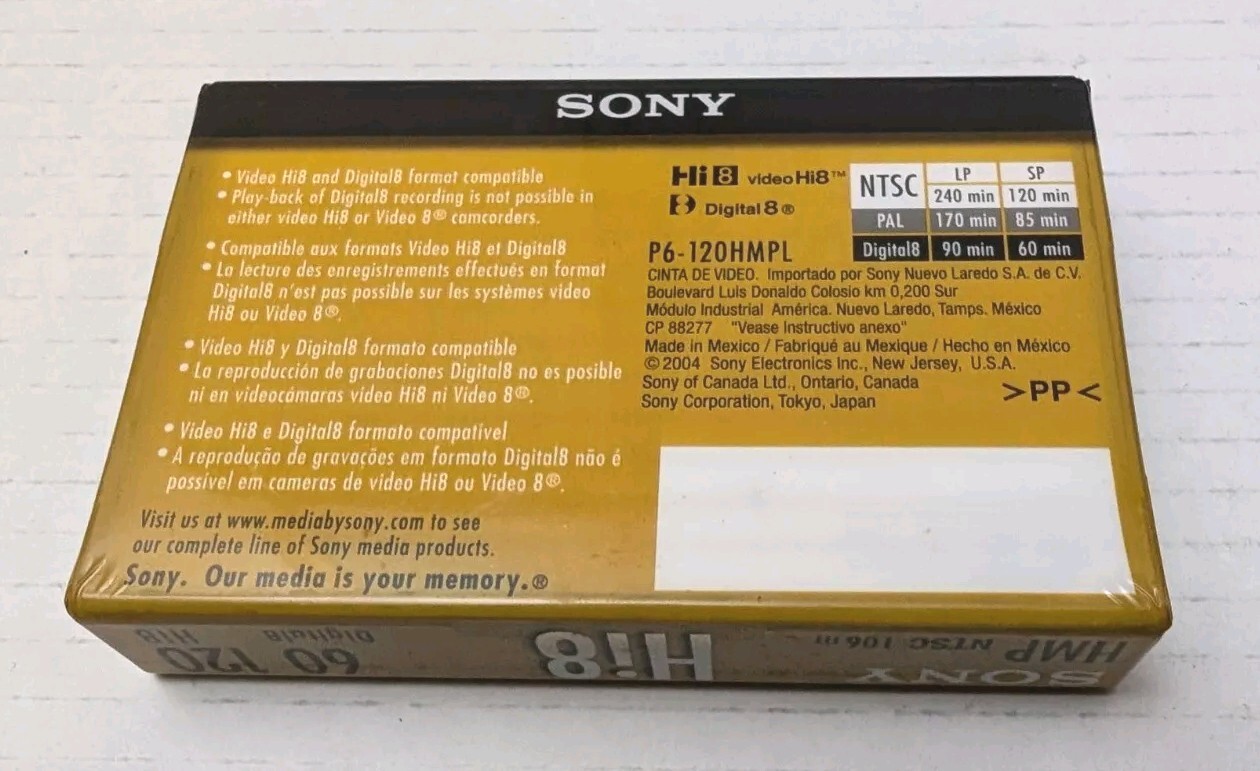 SONY
• Video Hi8 and Digital8 format compatible
• Play-back of Digital8 recording is not possible in
either video Hi8 or Video 8® camcorders.
• Compatible aux formats Video Hi8 et Digital8
• La lecture des enregistrements effectués en format
Digital8 n'est pas possible sur les systèmes video
Hi8 ou Video 8®.
• Video Hi8 y Digital8 formato compatible
• La reproducción de grabaciones Digital8 no es posible
ni en videocámaras vídeo Hi8 ni Video 8®.
• Vídeo Hi8 e Digital8 formato compatível
• A reprodução de gravações em formato Digital8 não é
possível em cameras de vídeo Hi8 ou Vídeo 8®.
Visit us at www.mediabysony.com to see
our complete line of Sony media products.
Sony. Our media is your memory.®
Hi8 video Hi8™
Digital 8®
NTSC LP SP
240 min 120 min
PAL 170 min 85 min
Digital8 90 min 60 min
P6-120HMPL
CINTA DE VIDEO. Importado por Sony Nuevo Laredo S.A. de C.V.
Boulevard Luis Donaldo Colosio km 0,200 Sur
Módulo Industrial América. Nuevo Laredo, Tamps. México
CP 88277 "Vease Instructivo anexo"
Made in Mexico / Fabriqué au Mexique / Hecho en México
© 2004 Sony Electronics Inc., New Jersey, U.S.A.
Sony of Canada Ltd., Ontario, Canada
Sony Corporation, Tokyo, Japan
>PP<
SONY
HMP NTSC 106 m
Hi8
60 120
Digital8 Hi8